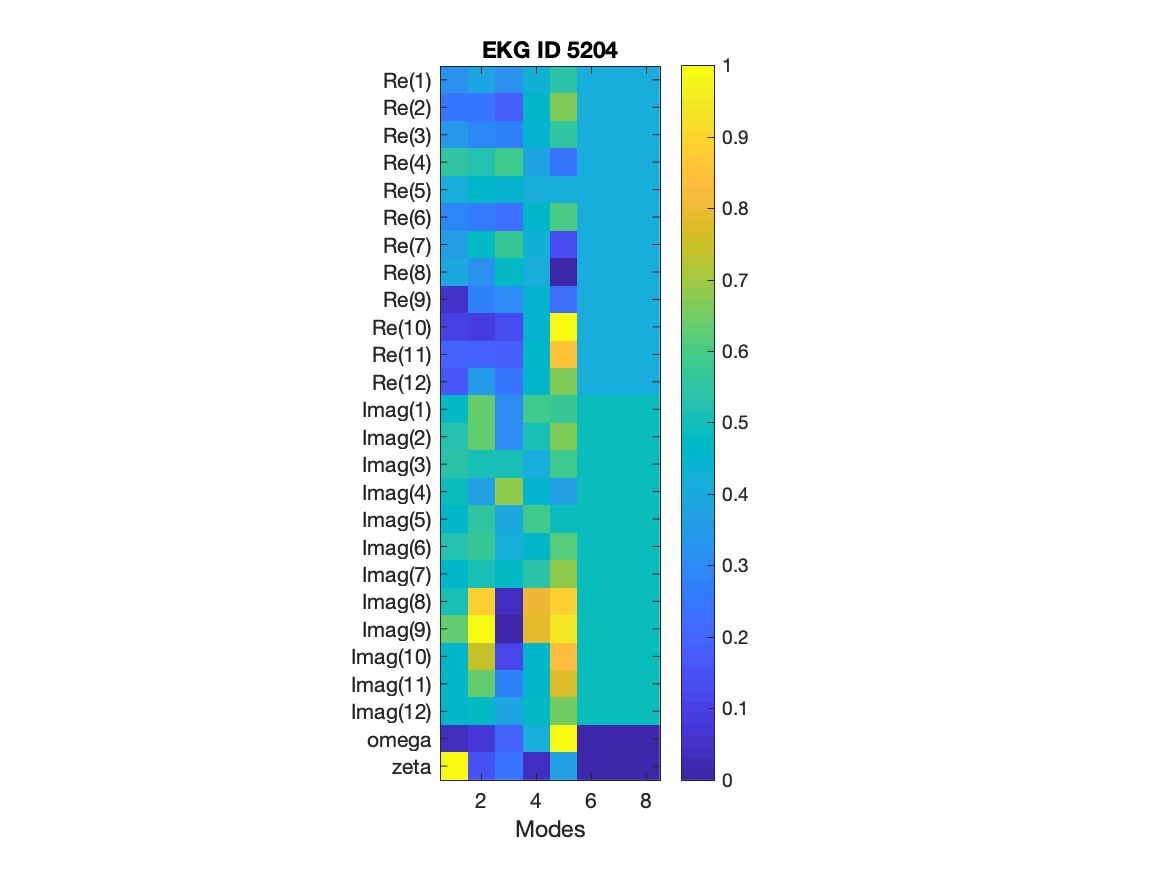 EKG ID 5204
Re(1)
Re(2)
Re(3)
Re(4)
Re(5)
Re(6)
Re(7)
Re(8)
Re(9)
Re(10)
Re(11)
Re(12)
Imag(1)
Imag(2)
Imag(3)
Imag(4)
Imag(5)
Imag(6)
Imag(7)
Imag(8)
Imag(9)
Imag(10)
Imag(11)
Imag(12)
omega
zeta
2 4 6 8
Modes
1
0.9
0.8
0.7
0.6
0.5
0.4
0.3
0.2
0.1
0